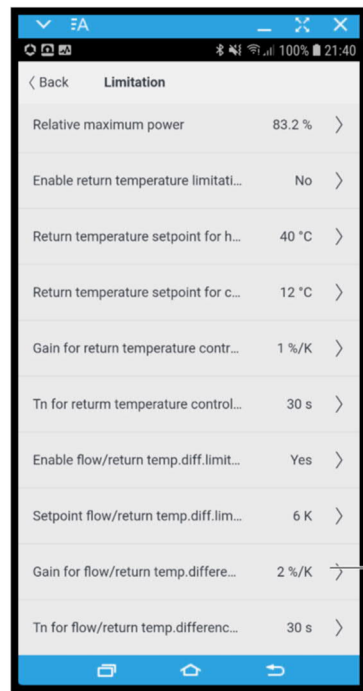 EA
100% 21:40
Back Limitation
Relative maximum power 83.2 %
Enable return temperature limitati... No
Return temperature setpoint for h... 40 °C
Return temperature setpoint for c... 12 °C
Gain for return temperature contr... 1 %/K
Tn for returm temperature control... 30 s
Enable flow/return temp.diff.limit... Yes
Setpoint flow/return temp.diff.lim... 6 K
Gain for flow/return temp.differe... 2 %/K
Tn for flow/return temp.differenc... 30 s